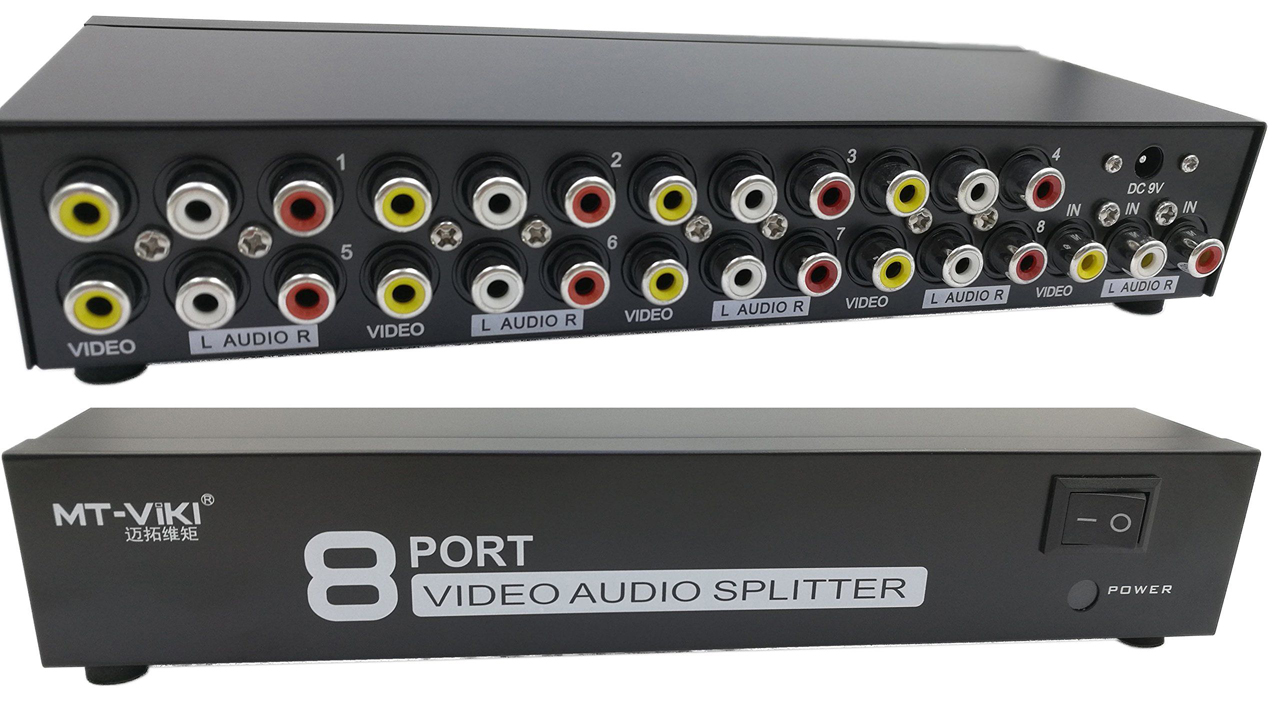 1 2 3 4
DC 9V
IN IN IN
5 6 7 8
VIDEO L AUDIO R VIDEO L AUDIO R VIDEO L AUDIO R VIDEO L AUDIO R VIDEO L AUDIO R
MT-ViKI®
迈拓维矩
8 PORT
VIDEO AUDIO SPLITTER
— O
POWER